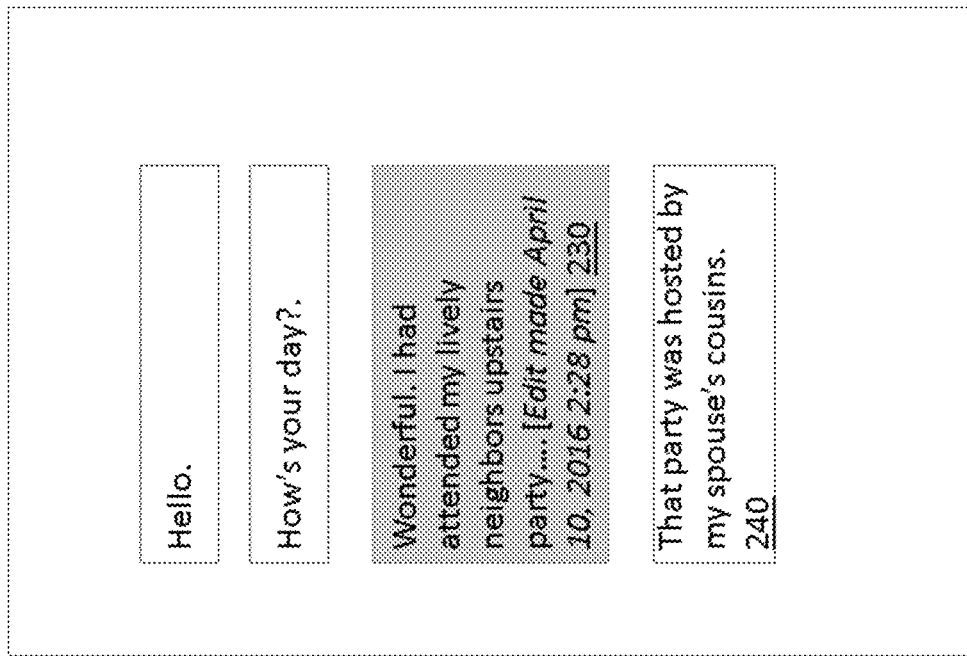 Hello.
How's your day?.
Wonderful. I had
attended my lively
neighbors upstairs
party.... [Edit made April
10, 2016 2:28 pm] 230
That party was hosted by
my spouse's cousins.
240